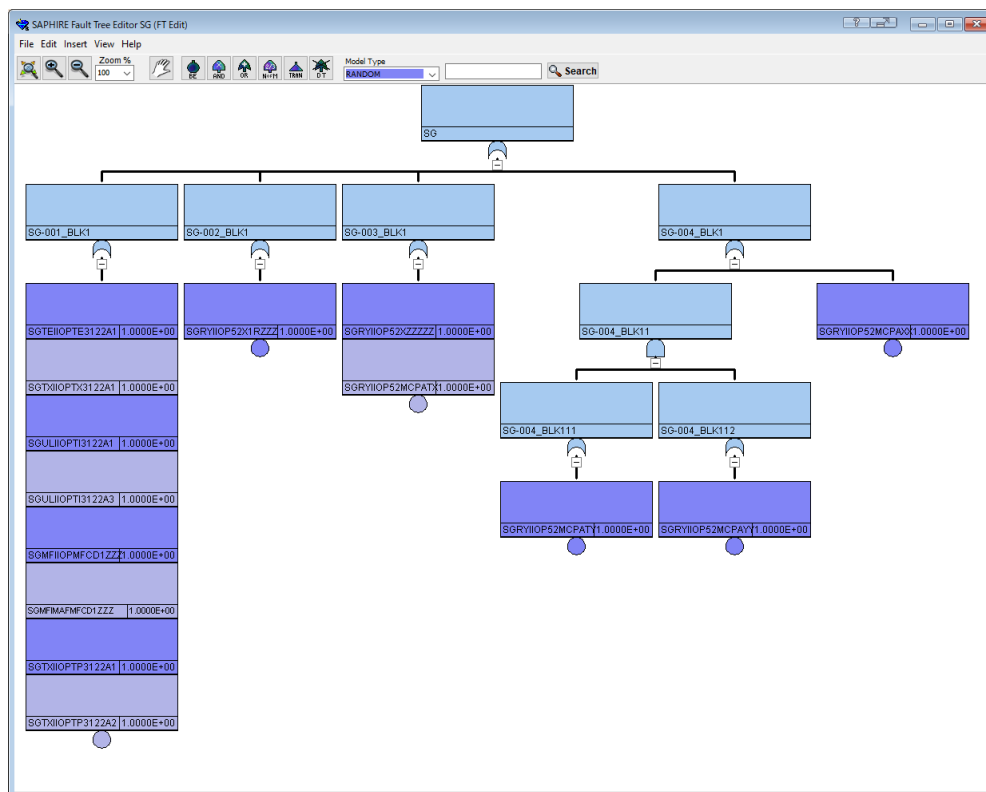 SAPHIRE Fault Tree Editor SG (FT Edit)
File Edit Insert View Help
Zoom %
100
BE
AND
OR
N/M
TRAN
DT
Model Type
RANDOM
Search
SG
SG-001_BLK1
SG-002_BLK1
SG-003_BLK1
SG-004_BLK1
SGTEIIOPTE3122A1 1.0000E+00
SGRYIIOP52X1RZZZ 1.0000E+00
SGRYIIOP52XZZZZZ 1.0000E+00
SG-004_BLK11
SGRYIIOP52MCPAXX 1.0000E+00
SGTXIIOPTX3122A1 1.0000E+00
SGRYIIOP52MCPATX 1.0000E+00
SGULIIOPTI3122A1 1.0000E+00
SG-004_BLK111
SG-004_BLK112
SGULIIOPTI3122A3 1.0000E+00
SGRYIIOP52MCPATY 1.0000E+00
SGRYIIOP52MCPAYY 1.0000E+00
SGMFIIOPMFCD1ZZZ 1.0000E+00
SGMFIMAFMFCD1ZZZ 1.0000E+00
SGTXIIOPTP3122A1 1.0000E+00
SGTXIIOPTP3122A2 1.0000E+00